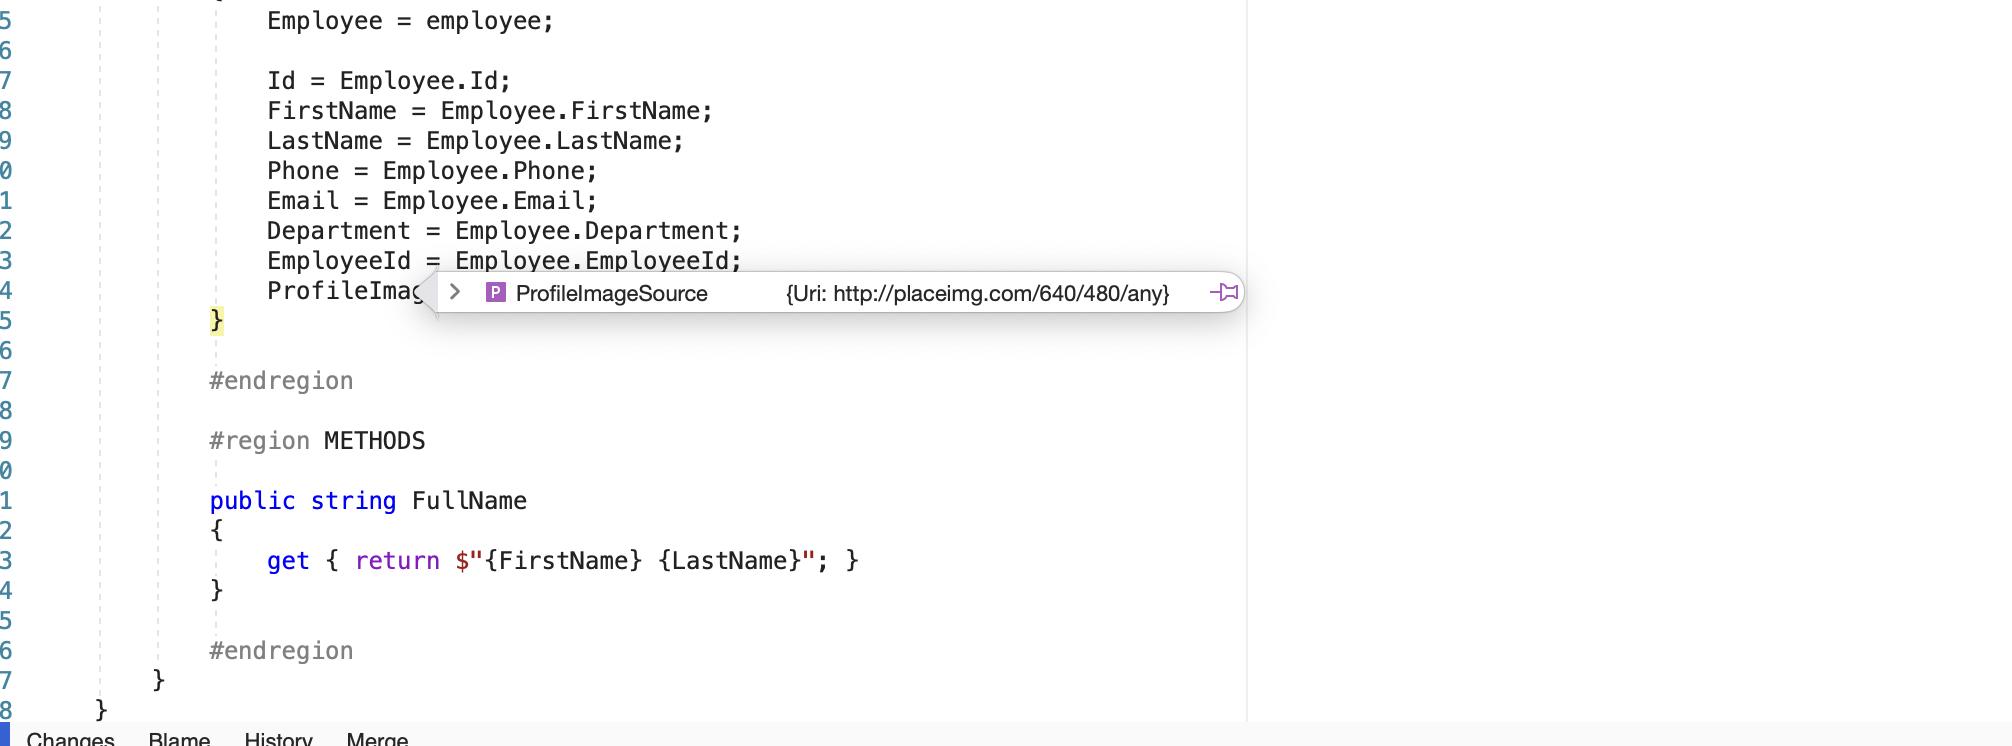 5 Employee = employee;
6
7 Id = Employee.Id;
8 FirstName = Employee.FirstName;
9 LastName = Employee.LastName;
0 Phone = Employee.Phone;
1 Email = Employee.Email;
2 Department = Employee.Department;
3 EmployeeId = Employee.EmployeeId;
4 ProfileImag P ProfileImageSource {Uri: http://placeimg.com/640/480/any}
5 }
6
7 #endregion
8
9 #region METHODS
0
1 public string FullName
2 {
3 get { return $"{FirstName} {LastName}"; }
4 }
5
6 #endregion
7 }
8 }
Changes Blame History Merge